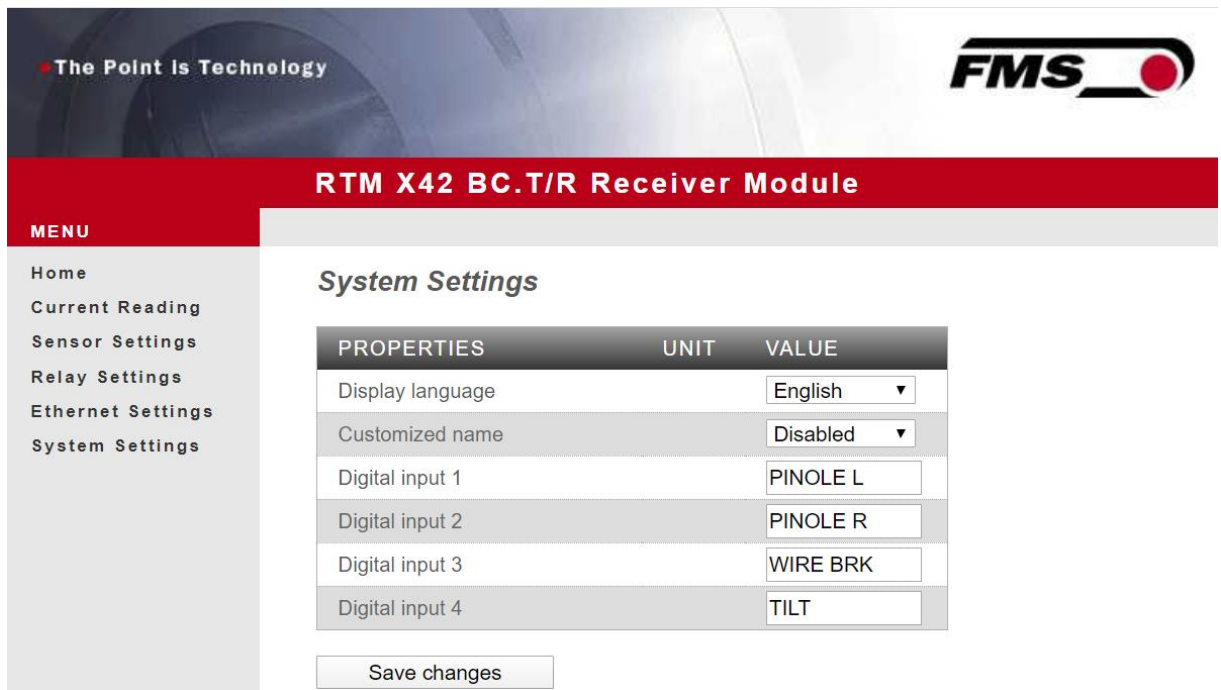 The Point is Technology
FMS
RTM X42 BC.T/R Receiver Module
MENU
Home
Current Reading
Sensor Settings
Relay Settings
Ethernet Settings
System Settings
System Settings
PROPERTIES UNIT VALUE
Display language English
Customized name Disabled
Digital input 1 PINOLE L
Digital input 2 PINOLE R
Digital input 3 WIRE BRK
Digital input 4 TILT
Save changes